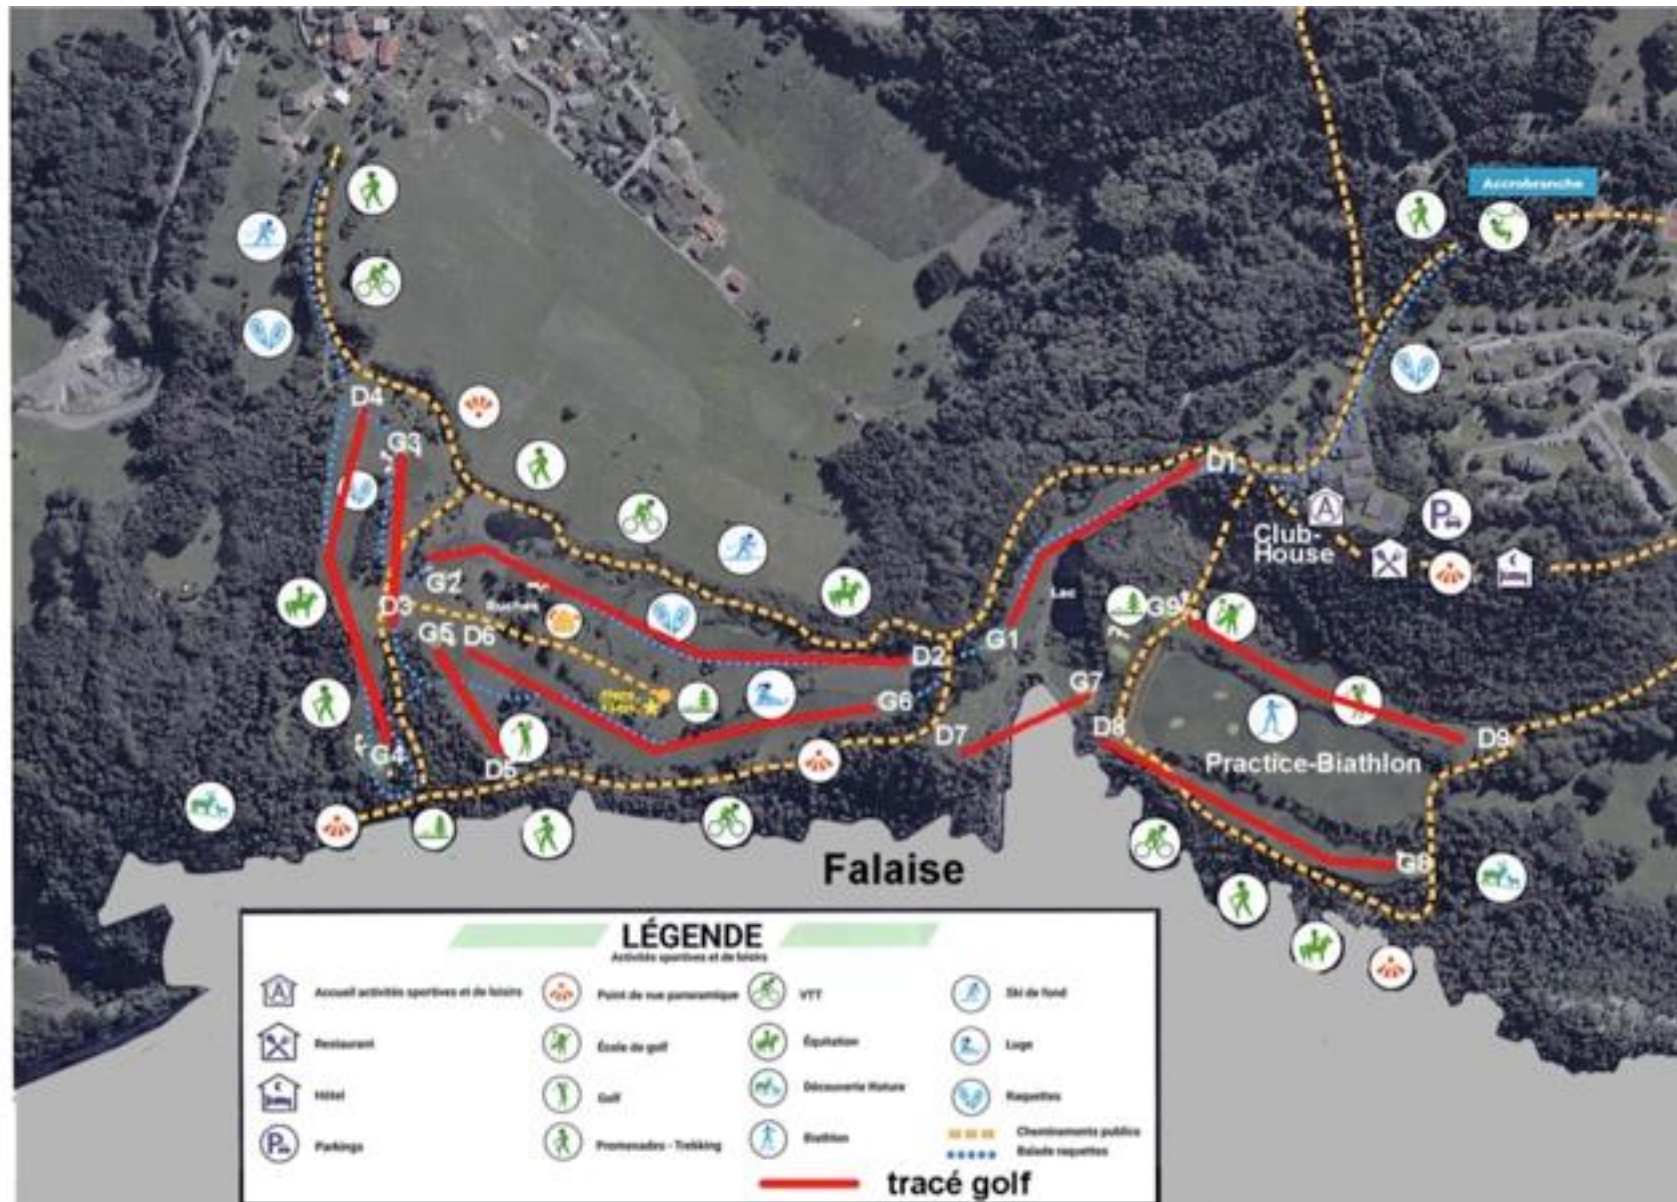 Accrobranche
D4
G3
D1
Club-
House
G2
Ruches
Lac
D3
G9
G5
D6
G1
D2
G6
G7
D7
D8
D9
G4
D5
Practice-Biathlon
G8
Falaise
LÉGENDE
Activités sportives et de loisirs
A Accueil activités sportives et de loisirs
Point de vue panoramique
VTT
Ski de fond
Restaurant
École de golf
Équitation
Luge
Hôtel
Golf
Découverte Nature
Raquettes
P Parkings
Promenades - Trekking
Biathlon
Cheminements publics
Balade raquettes
tracé golf